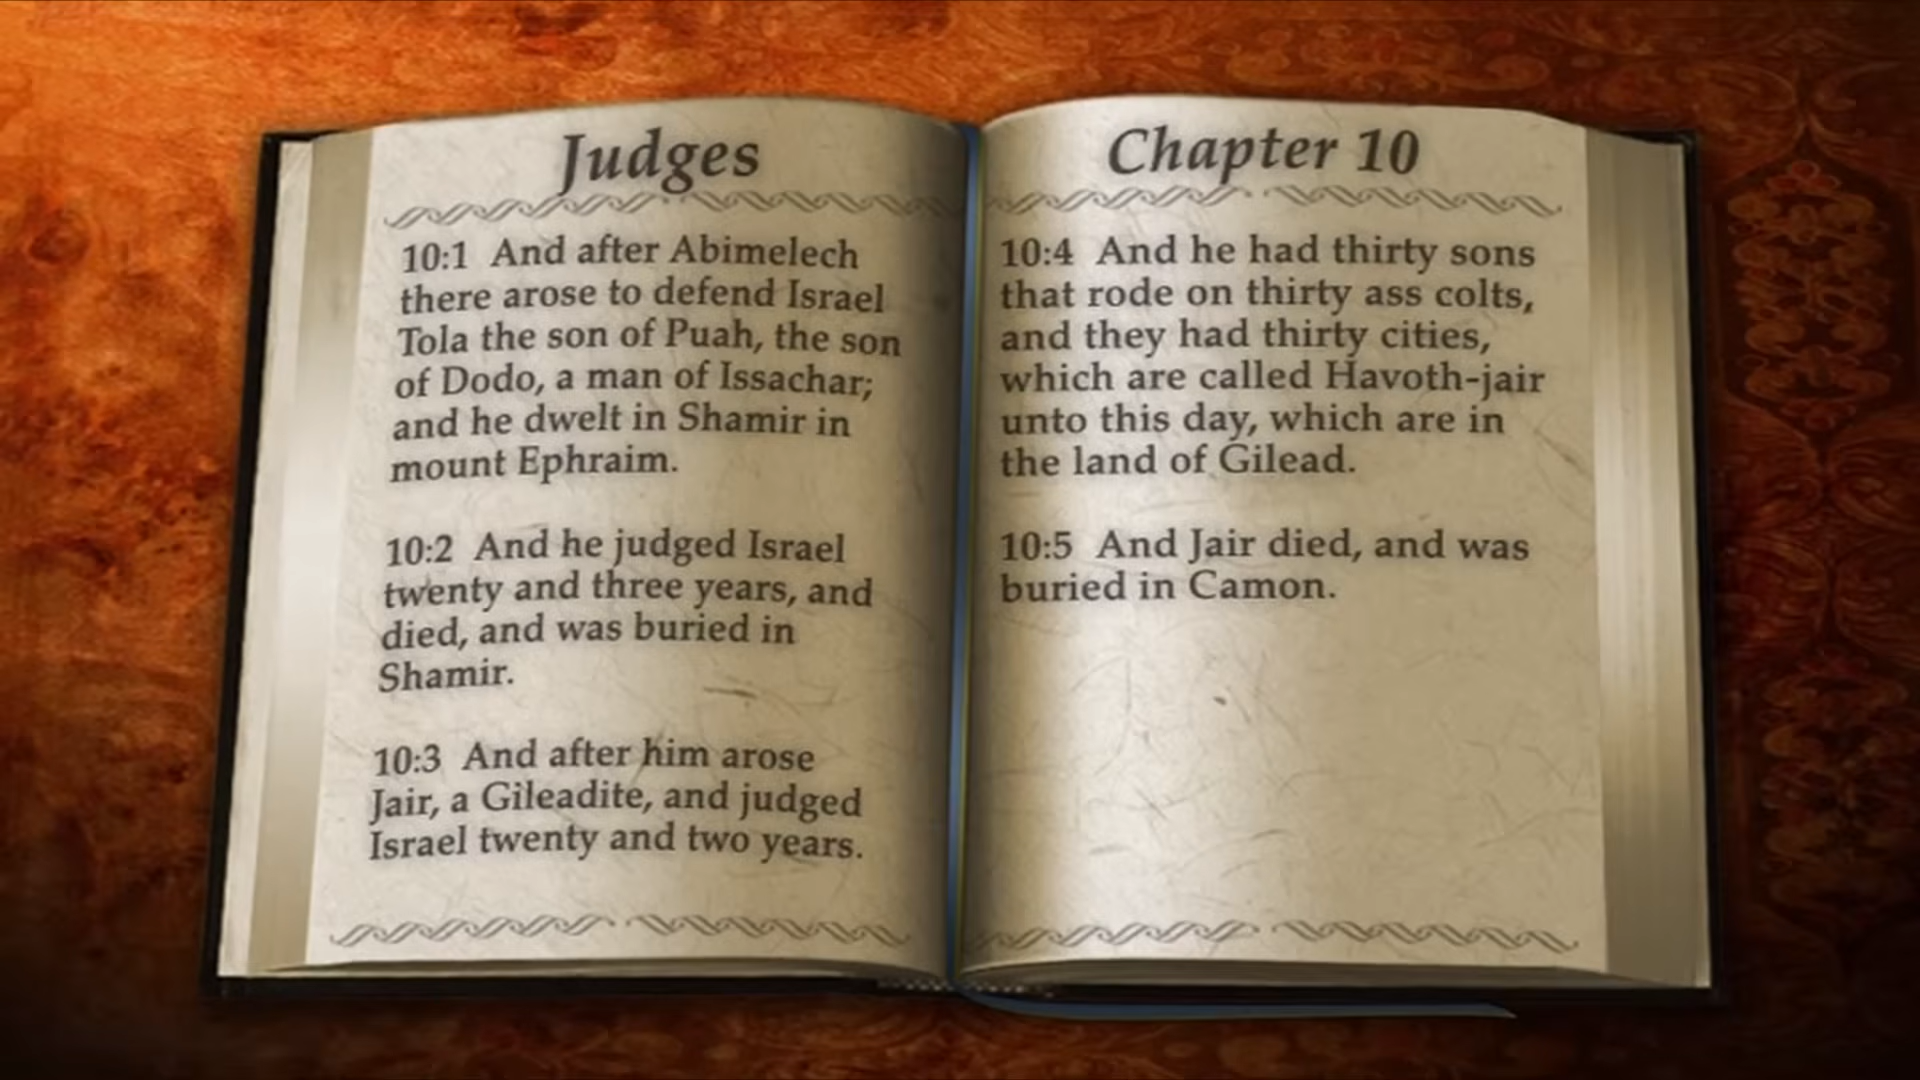 Judges
10:1 And after Abimelech
there arose to defend Israel
Tola the son of Puah, the son
of Dodo, a man of Issachar;
and he dwelt in Shamir in
mount Ephraim.
10:2 And he judged Israel
twenty and three years, and
died, and was buried in
Shamir.
10:3 And after him arose
Jair, a Gileadite, and judged
Israel twenty and two years.
Chapter 10
10:4 And he had thirty sons
that rode on thirty ass colts,
and they had thirty cities,
which are called Havoth-jair
unto this day, which are in
the land of Gilead.
10:5 And Jair died, and was
buried in Camon.